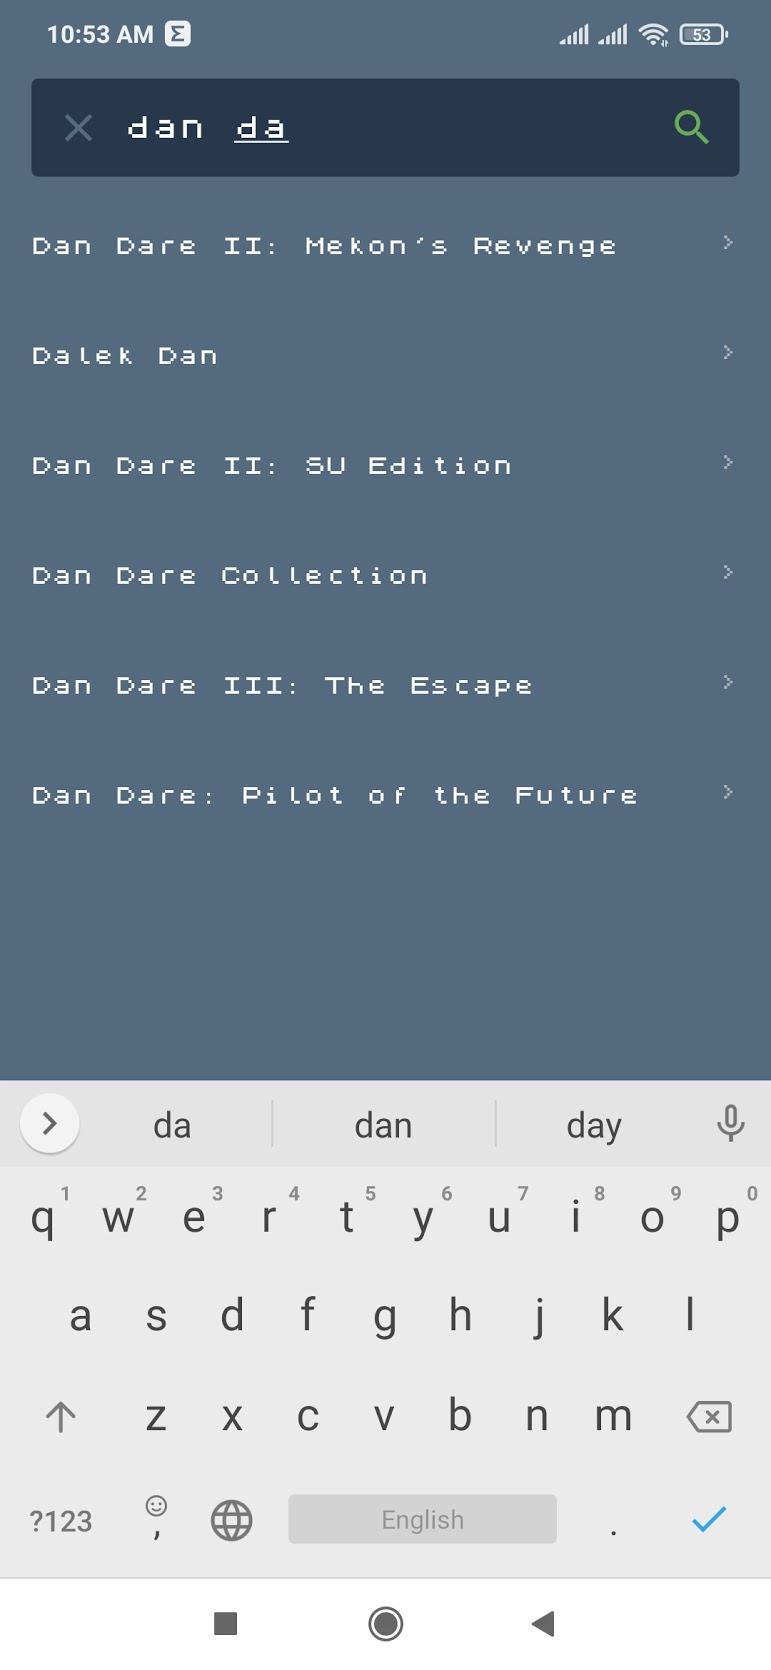 10:53 AM Σ 53
dan da
Dan Dare II: Mekon's Revenge
Dalek Dan
Dan Dare II: SU Edition
Dan Dare Collection
Dan Dare III: The Escape
Dan Dare: Pilot of the Future
da dan day
1 2 3 4 5 6 7 8 9 0
q w e r t y u i o p
a s d f g h j k l
z x c v b n m
?123 , English .